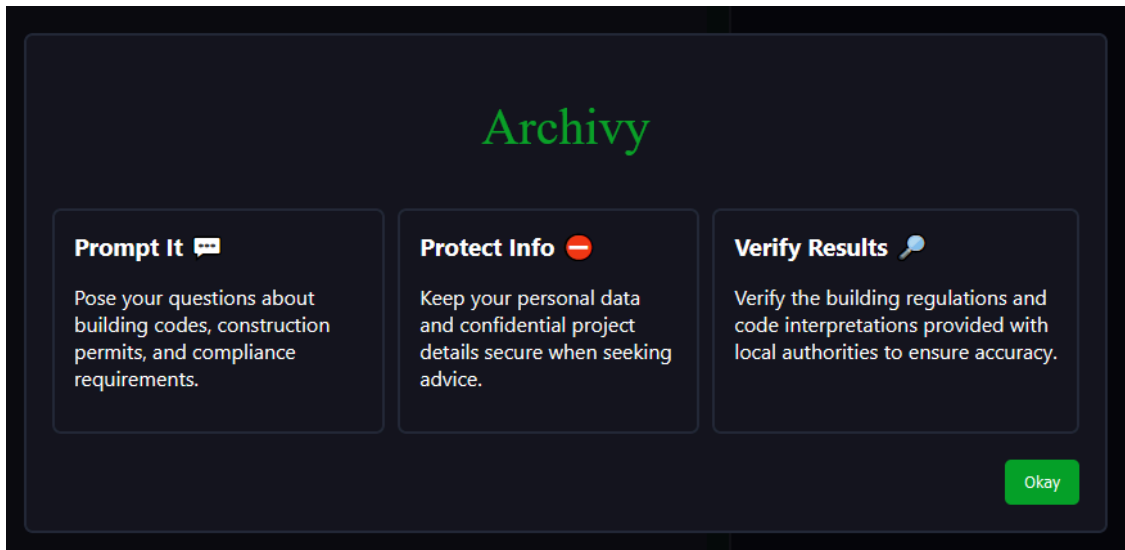 Archivy
Prompt It 💬
Pose your questions about
building codes, construction
permits, and compliance
requirements.
Protect Info ⛔
Keep your personal data
and confidential project
details secure when seeking
advice.
Verify Results 🔎
Verify the building regulations and
code interpretations provided with
local authorities to ensure accuracy.
Okay